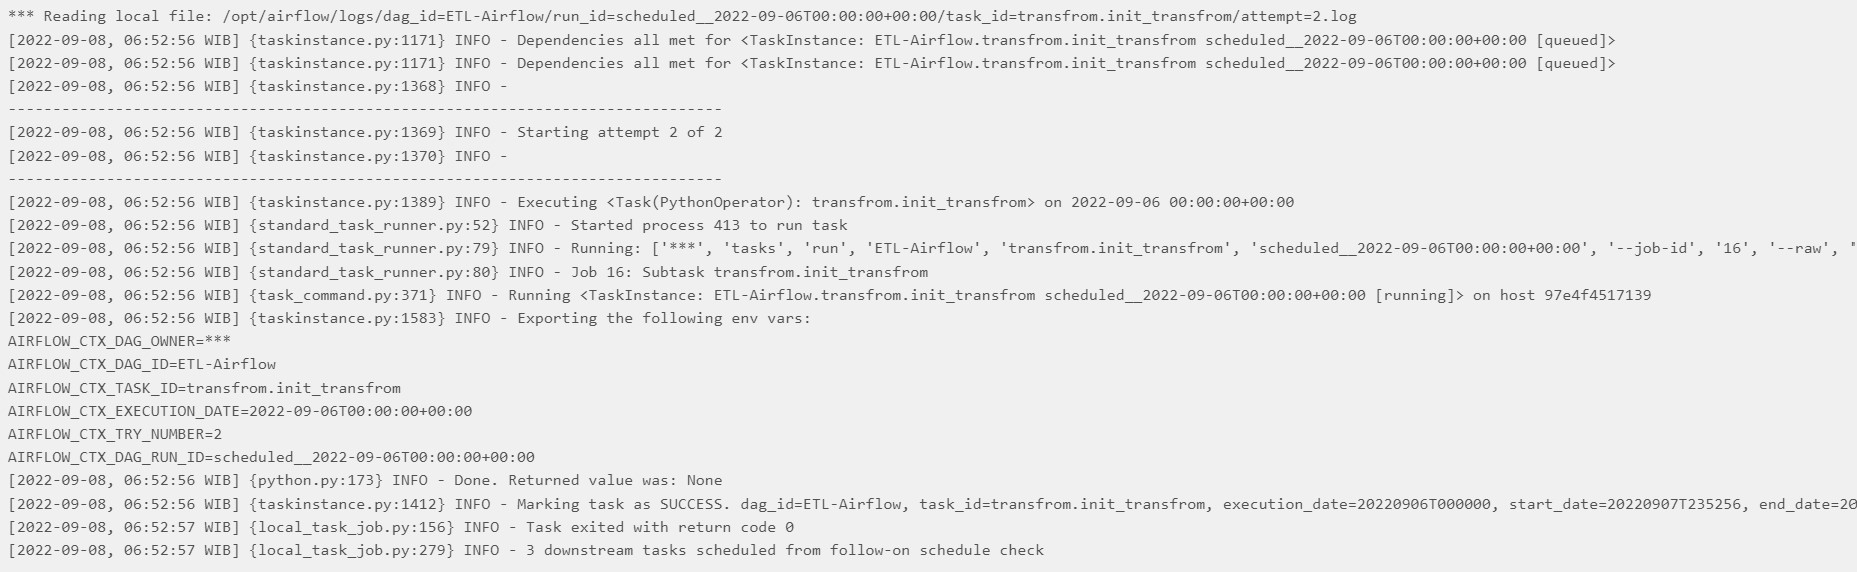 *** Reading local file: /opt/airflow/logs/dag_id=ETL-Airflow/run_id=scheduled__2022-09-06T00:00:00+00:00/task_id=transfrom.init_transfrom/attempt=2.log
[2022-09-08, 06:52:56 WIB] {taskinstance.py:1171} INFO - Dependencies all met for <TaskInstance: ETL-Airflow.transfrom.init_transfrom scheduled__2022-09-06T00:00:00+00:00 [queued]>
[2022-09-08, 06:52:56 WIB] {taskinstance.py:1171} INFO - Dependencies all met for <TaskInstance: ETL-Airflow.transfrom.init_transfrom scheduled__2022-09-06T00:00:00+00:00 [queued]>
[2022-09-08, 06:52:56 WIB] {taskinstance.py:1368} INFO -
--------------------------------------------------------------------------------
[2022-09-08, 06:52:56 WIB] {taskinstance.py:1369} INFO - Starting attempt 2 of 2
[2022-09-08, 06:52:56 WIB] {taskinstance.py:1370} INFO -
--------------------------------------------------------------------------------
[2022-09-08, 06:52:56 WIB] {taskinstance.py:1389} INFO - Executing <Task(PythonOperator): transfrom.init_transfrom> on 2022-09-06 00:00:00+00:00
[2022-09-08, 06:52:56 WIB] {standard_task_runner.py:52} INFO - Started process 413 to run task
[2022-09-08, 06:52:56 WIB] {standard_task_runner.py:79} INFO - Running: ['***', 'tasks', 'run', 'ETL-Airflow', 'transfrom.init_transfrom', 'scheduled__2022-09-06T00:00:00+00:00', '--job-id', '16', '--raw', '
[2022-09-08, 06:52:56 WIB] {standard_task_runner.py:80} INFO - Job 16: Subtask transfrom.init_transfrom
[2022-09-08, 06:52:56 WIB] {task_command.py:371} INFO - Running <TaskInstance: ETL-Airflow.transfrom.init_transfrom scheduled__2022-09-06T00:00:00+00:00 [running]> on host 97e4f4517139
[2022-09-08, 06:52:56 WIB] {taskinstance.py:1583} INFO - Exporting the following env vars:
AIRFLOW_CTX_DAG_OWNER=***
AIRFLOW_CTX_DAG_ID=ETL-Airflow
AIRFLOW_CTX_TASK_ID=transfrom.init_transfrom
AIRFLOW_CTX_EXECUTION_DATE=2022-09-06T00:00:00+00:00
AIRFLOW_CTX_TRY_NUMBER=2
AIRFLOW_CTX_DAG_RUN_ID=scheduled__2022-09-06T00:00:00+00:00
[2022-09-08, 06:52:56 WIB] {python.py:173} INFO - Done. Returned value was: None
[2022-09-08, 06:52:56 WIB] {taskinstance.py:1412} INFO - Marking task as SUCCESS. dag_id=ETL-Airflow, task_id=transfrom.init_transfrom, execution_date=20220906T000000, start_date=20220907T235256, end_date=20
[2022-09-08, 06:52:57 WIB] {local_task_job.py:156} INFO - Task exited with return code 0
[2022-09-08, 06:52:57 WIB] {local_task_job.py:279} INFO - 3 downstream tasks scheduled from follow-on schedule check